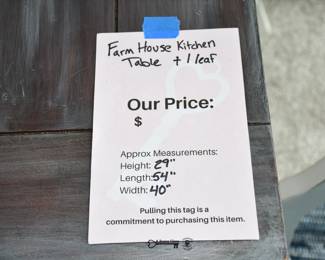 Farm House Kitchen
Table + 1 leaf
Our Price:
$
Approx Measurements:
Height: 29"
Length: 54"
Width: 40"
Pulling this tag is a
commitment to purchasing this item.